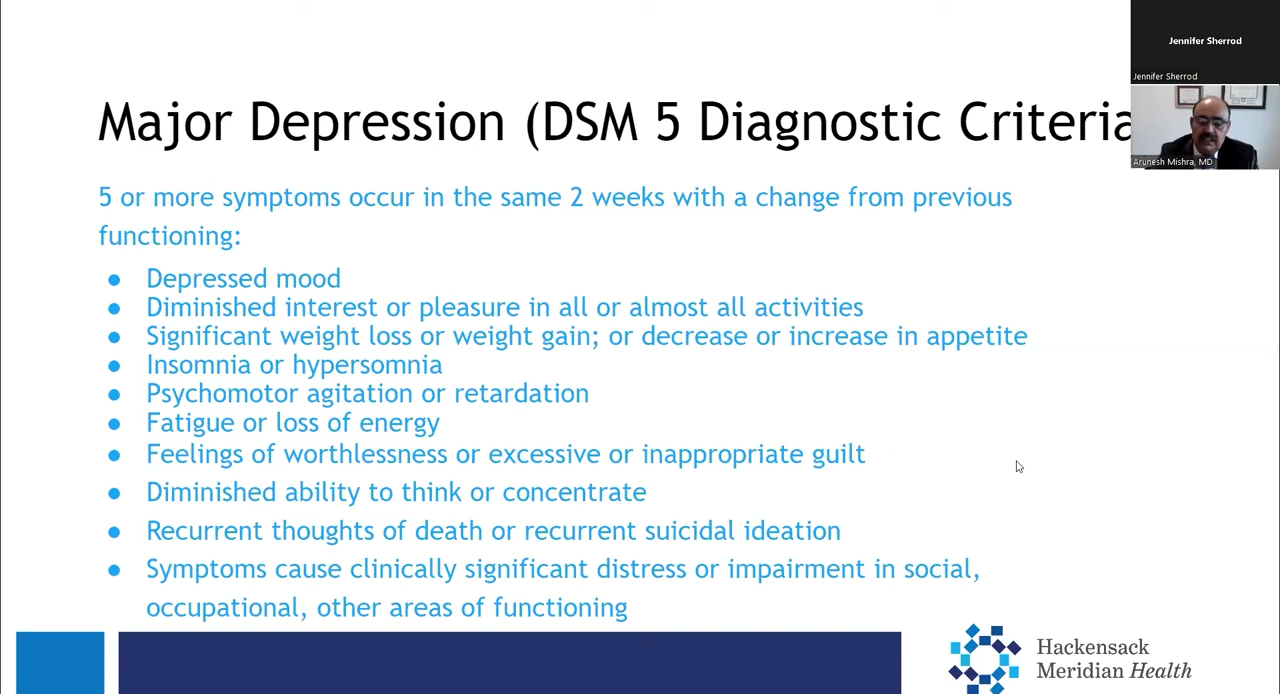 Jennifer Sherrod
Jennifer Sherrod
Arunesh Mishra, MD
Major Depression (DSM 5 Diagnostic Criteria
5 or more symptoms occur in the same 2 weeks with a change from previous
functioning:
● Depressed mood
● Diminished interest or pleasure in all or almost all activities
● Significant weight loss or weight gain; or decrease or increase in appetite
● Insomnia or hypersomnia
● Psychomotor agitation or retardation
● Fatigue or loss of energy
● Feelings of worthlessness or excessive or inappropriate guilt
● Diminished ability to think or concentrate
● Recurrent thoughts of death or recurrent suicidal ideation
● Symptoms cause clinically significant distress or impairment in social,
occupational, other areas of functioning
Hackensack
Meridian Health